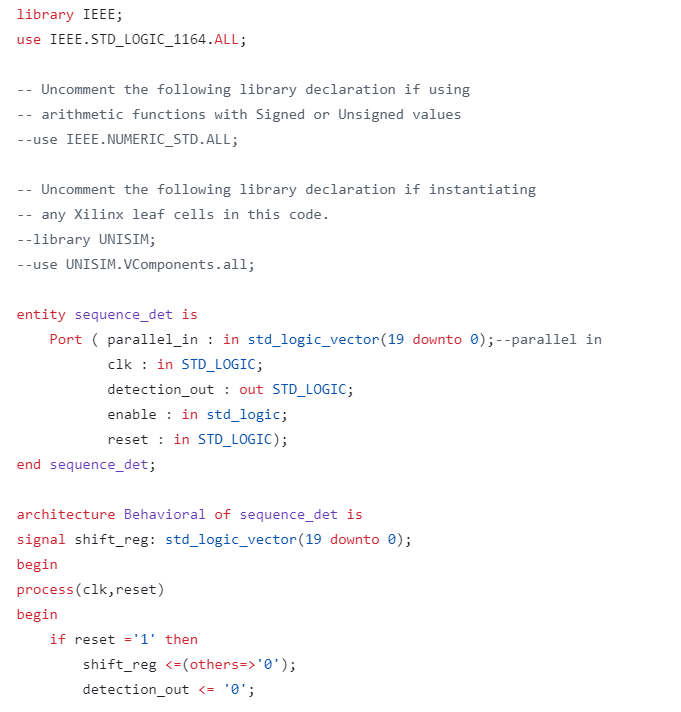 library IEEE;
use IEEE.STD_LOGIC_1164.ALL;

-- Uncomment the following library declaration if using
-- arithmetic functions with Signed or Unsigned values
--use IEEE.NUMERIC_STD.ALL;

-- Uncomment the following library declaration if instantiating
-- any Xilinx leaf cells in this code.
--library UNISIM;
--use UNISIM.VComponents.all;

entity sequence_det is
    Port ( parallel_in : in std_logic_vector(19 downto 0);--parallel in
           clk : in STD_LOGIC;
           detection_out : out STD_LOGIC;
           enable : in std_logic;
           reset : in STD_LOGIC);
end sequence_det;

architecture Behavioral of sequence_det is
signal shift_reg: std_logic_vector(19 downto 0);
begin
process(clk,reset)
begin
    if reset ='1' then
        shift_reg <=(others=>'0');
        detection_out <= '0';